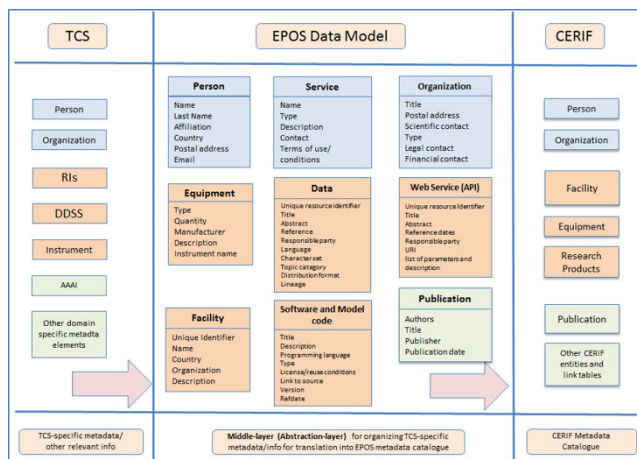 TCS
EPOS Data Model
CERIF
Person
Organization
RIs
DDSS
Instrument
AAAI
Other domain
specific metadta
elements
Person
Name
Last Name
Affiliation
Country
Postal address
Email
Service
Name
Type
Description
Contact
Terms of use/
conditions
Organization
Title
Postal address
Scientific contact
Type
Legal contact
Financial contact
Equipment
Type
Quantity
Manufacturer
Description
Instrument name
Data
Unique resource identifier
Title
Abstract
Reference
Responsible party
Language
Character set
Topic category
Distribution format
Lineage
Web Service (API)
Unique resource identifier
Title
Abstract
Reference dates
Responsible party
URI
list of parameters and
description
Facility
Unique Identifier
Name
Country
Organization
Description
Software and Model
code
Title
Description
Programming language
Type
License/reuse conditions
Link to source
Version
Refdate
Publication
Authors
Title
Publisher
Publication date
Person
Organization
Facility
Equipment
Research
Products
Publication
Other CERIF
entities and
link tables
TCS-specific metadata/
other relevant info
Middle-layer (Abstraction-layer) for organizing TCS-specific
metadata/info for translation into EPOS metadata catalogue
CERIF Metadata
Catalogue